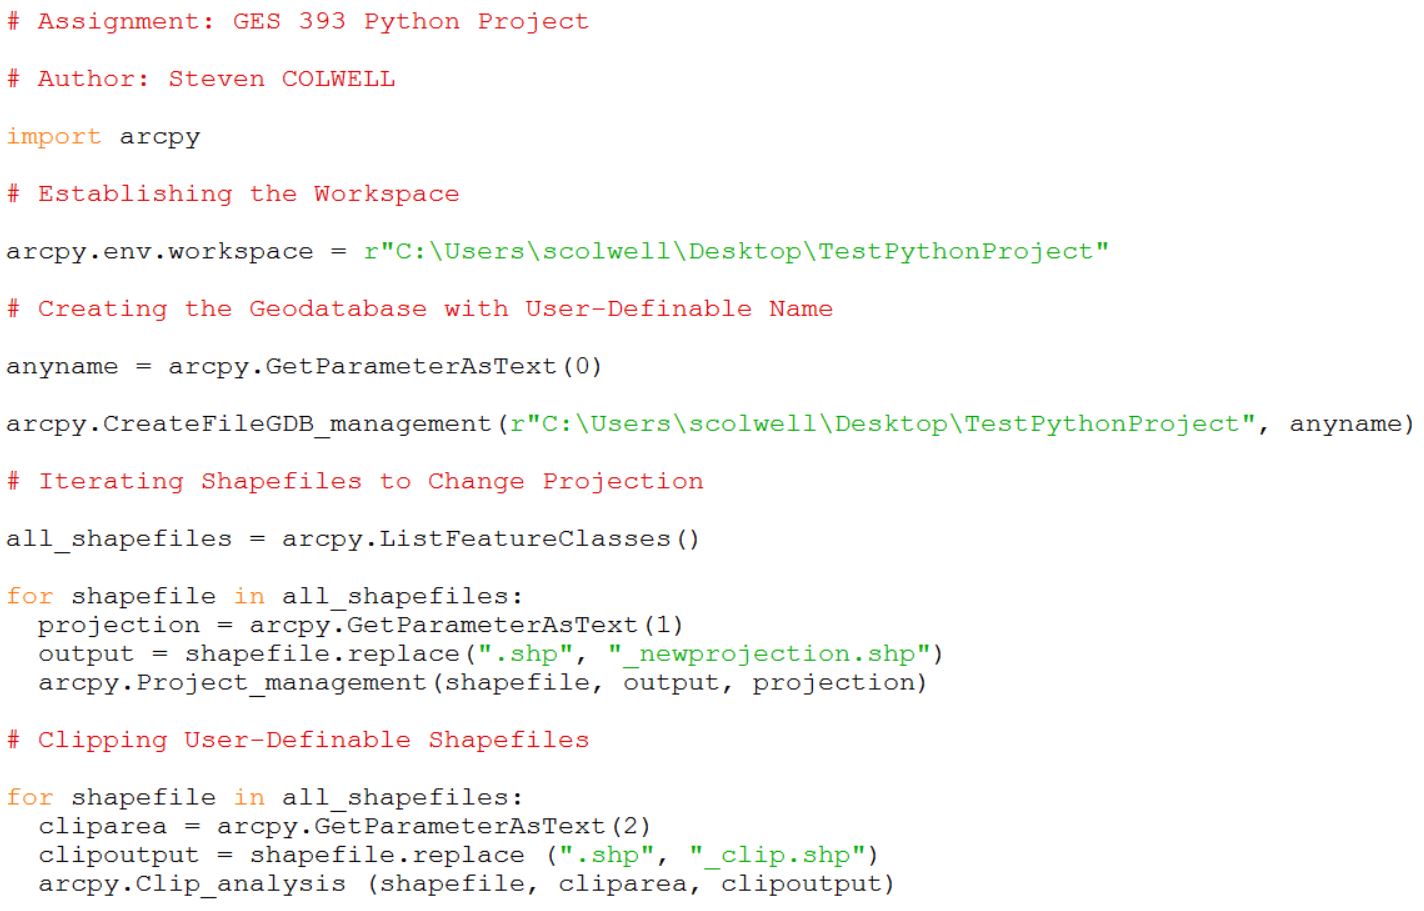 # Assignment: GES 393 Python Project
# Author: Steven COLWELL
import arcpy
# Establishing the Workspace
arcpy.env.workspace = r"C:\Users\scolwell\Desktop\TestPythonProject"
# Creating the Geodatabase with User-Definable Name
anyname = arcpy.GetParameterAsText(0)
arcpy.CreateFileGDB_management(r"C:\Users\scolwell\Desktop\TestPythonProject", anyname)
# Iterating Shapefiles to Change Projection
all_shapefiles = arcpy.ListFeatureClasses()
for shapefile in all_shapefiles:
  projection = arcpy.GetParameterAsText(1)
  output = shapefile.replace(".shp", "_newprojection.shp")
  arcpy.Project_management(shapefile, output, projection)
# Clipping User-Definable Shapefiles
for shapefile in all_shapefiles:
  cliparea = arcpy.GetParameterAsText(2)
  clipoutput = shapefile.replace (".shp", "_clip.shp")
  arcpy.Clip_analysis (shapefile, cliparea, clipoutput)